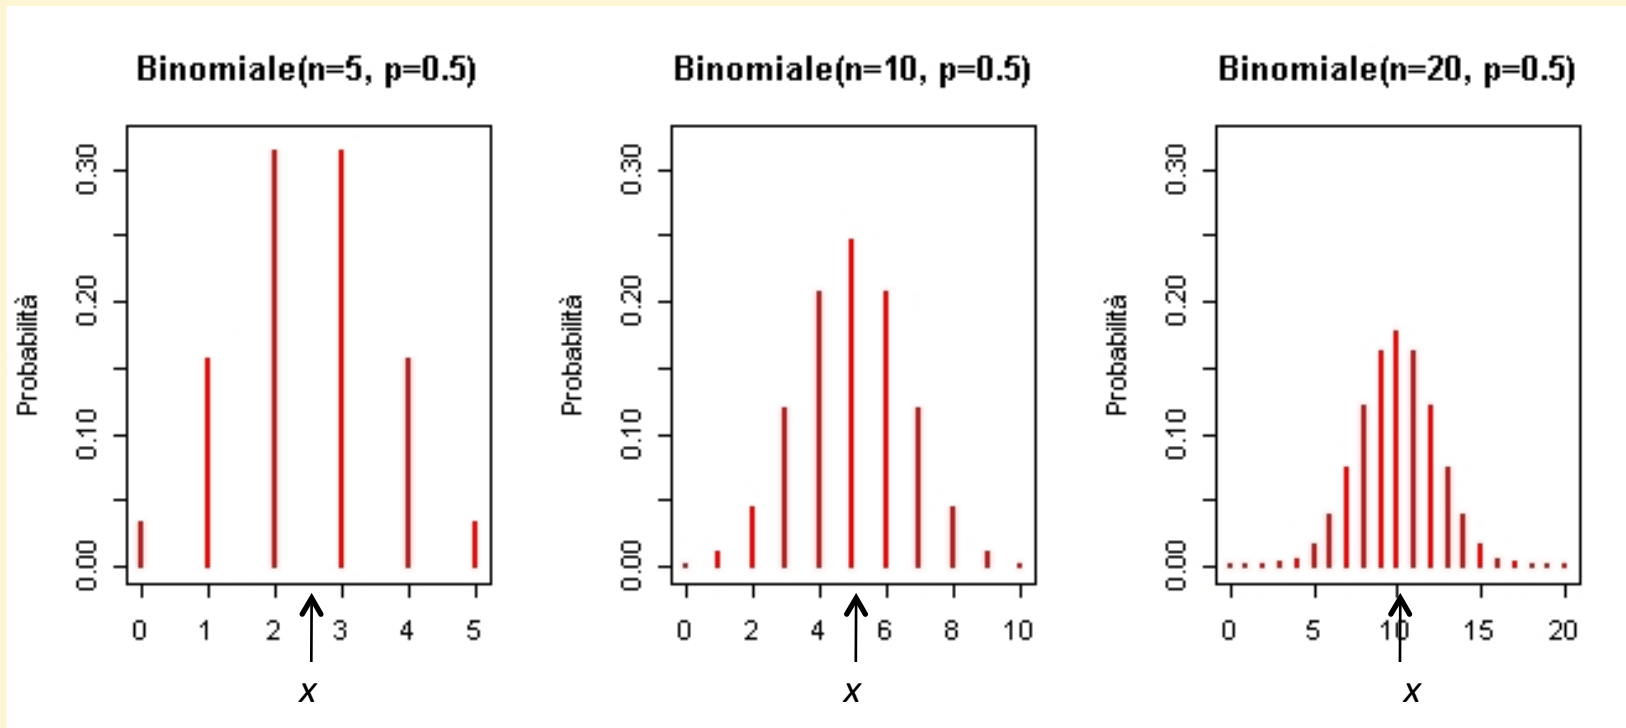 Binomiale(n=5, p=0.5)
Probabilità
0.30
0.20
0.10
0.00
0 1 2 3 4 5
x
Binomiale(n=10, p=0.5)
Probabilità
0.30
0.20
0.10
0.00
0 2 4 6 8 10
x
Binomiale(n=20, p=0.5)
Probabilità
0.30
0.20
0.10
0.00
0 5 10 15 20
x